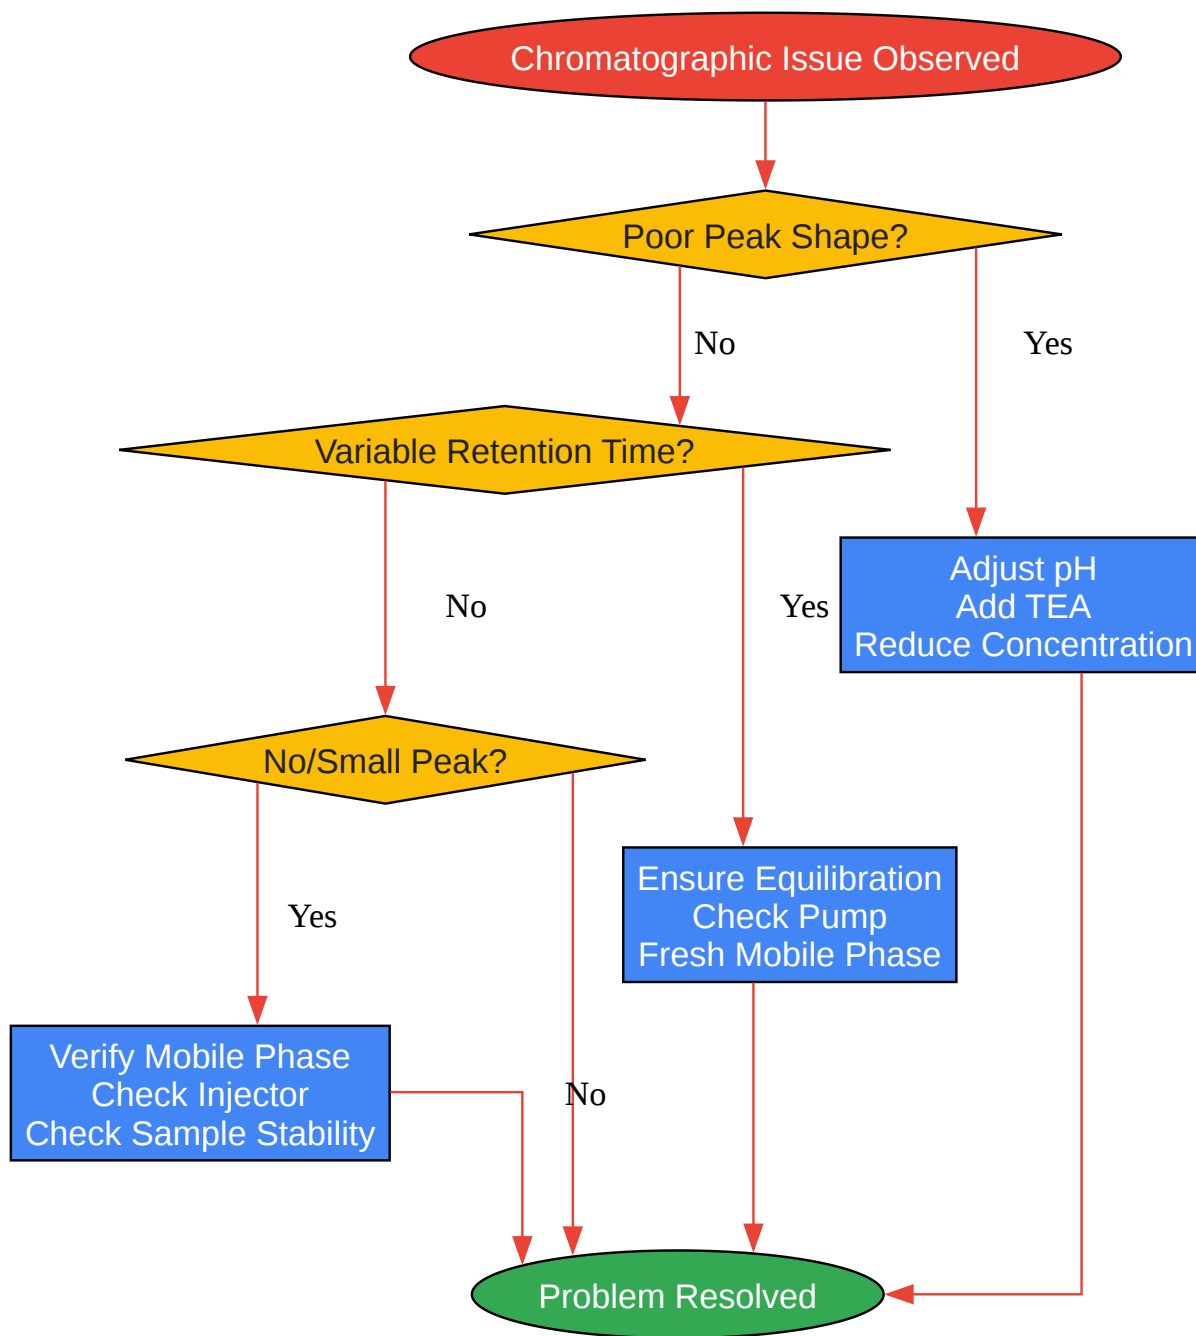 Chromatographic Issue Observed
Poor Peak Shape?
No
Yes
Variable Retention Time?
No
Yes
Adjust pH
Add TEA
Reduce Concentration
No/Small Peak?
Yes
Ensure Equilibration
Check Pump
Fresh Mobile Phase
Verify Mobile Phase
Check Injector
Check Sample Stability
No
Problem Resolved